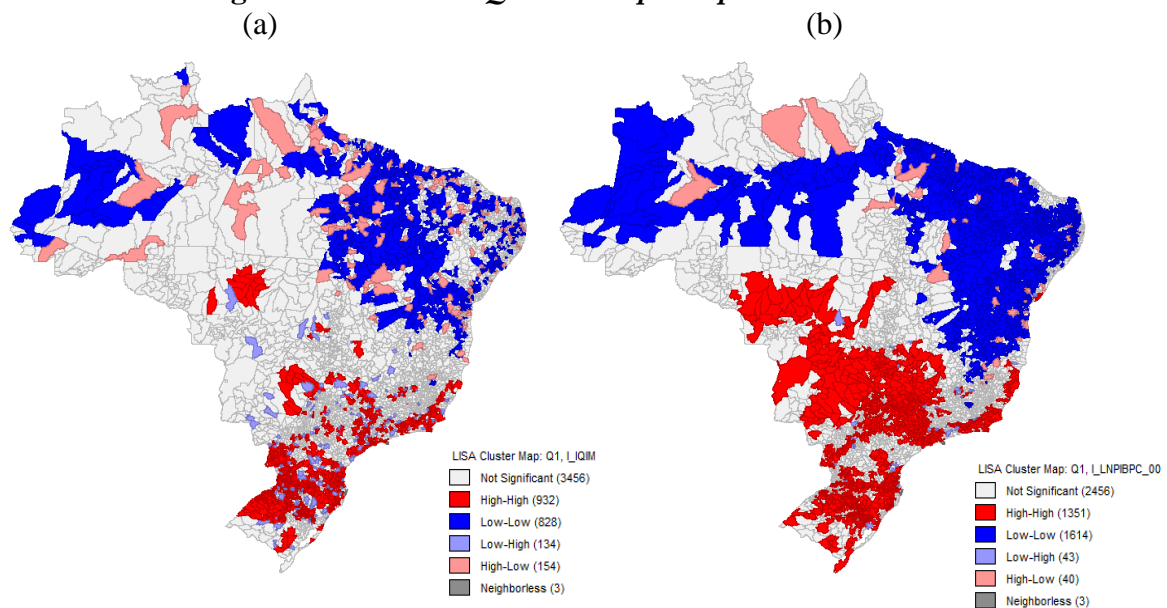 (a) (b)
LISA Cluster Map: Q1, I_IQIM
Not Significant (3456)
High-High (932)
Low-Low (828)
Low-High (134)
High-Low (154)
Neighborless (3)
LISA Cluster Map: Q1, I_LNPIBPC_00
Not Significant (2456)
High-High (1351)
Low-Low (1614)
Low-High (43)
High-Low (40)
Neighborless (3)